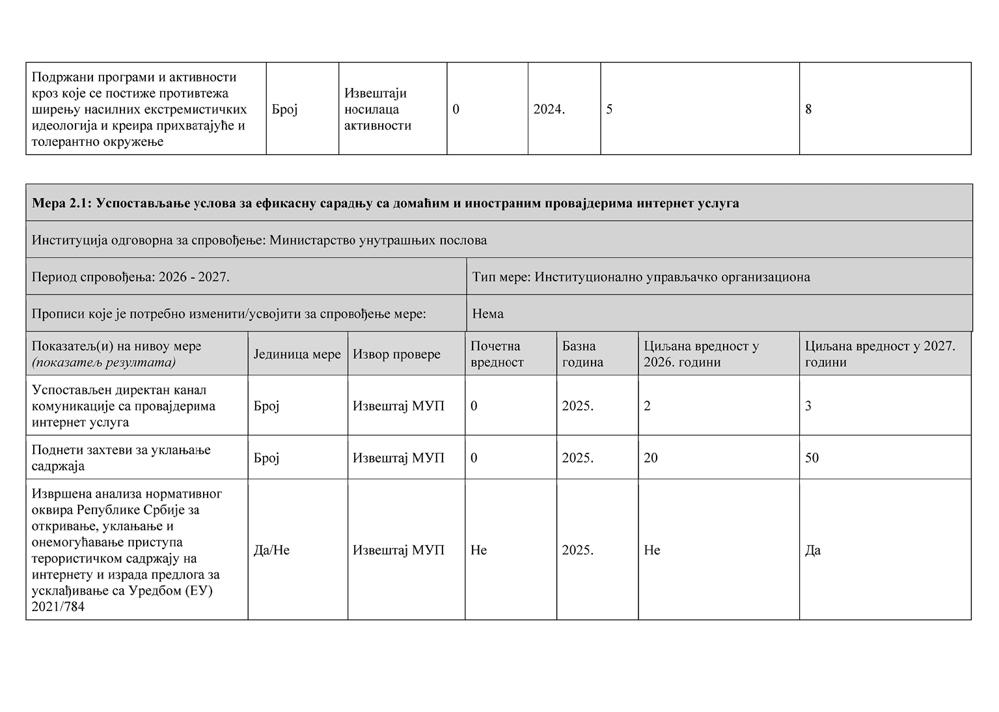 Подржани програми и активности
кроз које се постиже противтежа
ширењу насилних екстремистичких
идеологија и креира прихватајуће и
толерантно окружење
Број
Извештаји
носилаца
активности
0
2024.
5
8
Мера 2.1: Успостављање услова за ефикасну сарадњу са домаћим и иностраним провајдерима интернет услуга
Институција одговорна за спровођење: Министарство унутрашњих послова
Период спровођења: 2026 - 2027.
Тип мере: Институционално управљачко организациона
Прописи које је потребно изменити/усвојити за спровођење мере:
Нема
Показатељ(и) на нивоу мере
(показатељ резултата)
Јединица мере
Извор провере
Почетна
вредност
Базна
година
Циљана вредност у
2026. години
Циљана вредност у 2027.
години
Успостављен директан канал
комуникације са провајдерима
интернет услуга
Број
Извештај МУП
0
2025.
2
3
Поднети захтеви за уклањање
садржаја
Број
Извештај МУП
0
2025.
20
50
Извршена анализа нормативног
оквира Републике Србије за
откривање, уклањање и
онемогућавање приступа
терористичком садржају на
интернету и израда предлога за
усклађивање са Уредбом (ЕУ)
2021/784
Да/Не
Извештај МУП
Не
2025.
Не
Да